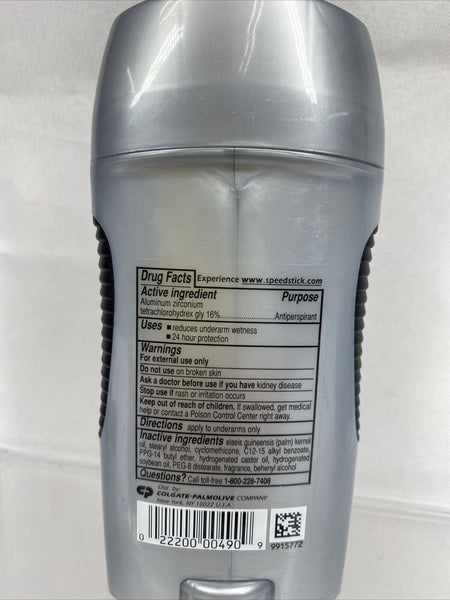 Drug Facts Experience www.speedstick.com
Active ingredient Purpose
Aluminum zirconium
tetrachlorohydrex gly 16%....................Antiperspirant
Uses ▪ reduces underarm wetness
▪ 24 hour protection
Warnings
For external use only
Do not use on broken skin
Ask a doctor before use if you have kidney disease
Stop use if rash or irritation occurs
Keep out of reach of children. If swallowed, get medical
help or contact a Poison Control Center right away.
Directions apply to underarms only
Inactive ingredients elaeis guineensis (palm) kernel
oil, stearyl alcohol, cyclomethicone, C12-15 alkyl benzoate,
PPG-14 butyl ether, hydrogenated castor oil, hydrogenated
soybean oil, PEG-8 distearate, fragrance, behenyl alcohol
Questions? Call toll-free 1-800-228-7408
CP Dist. by:
COLGATE-PALMOLIVE COMPANY
New York, NY 10022 U.S.A.
0 22200 00490 9
9915772